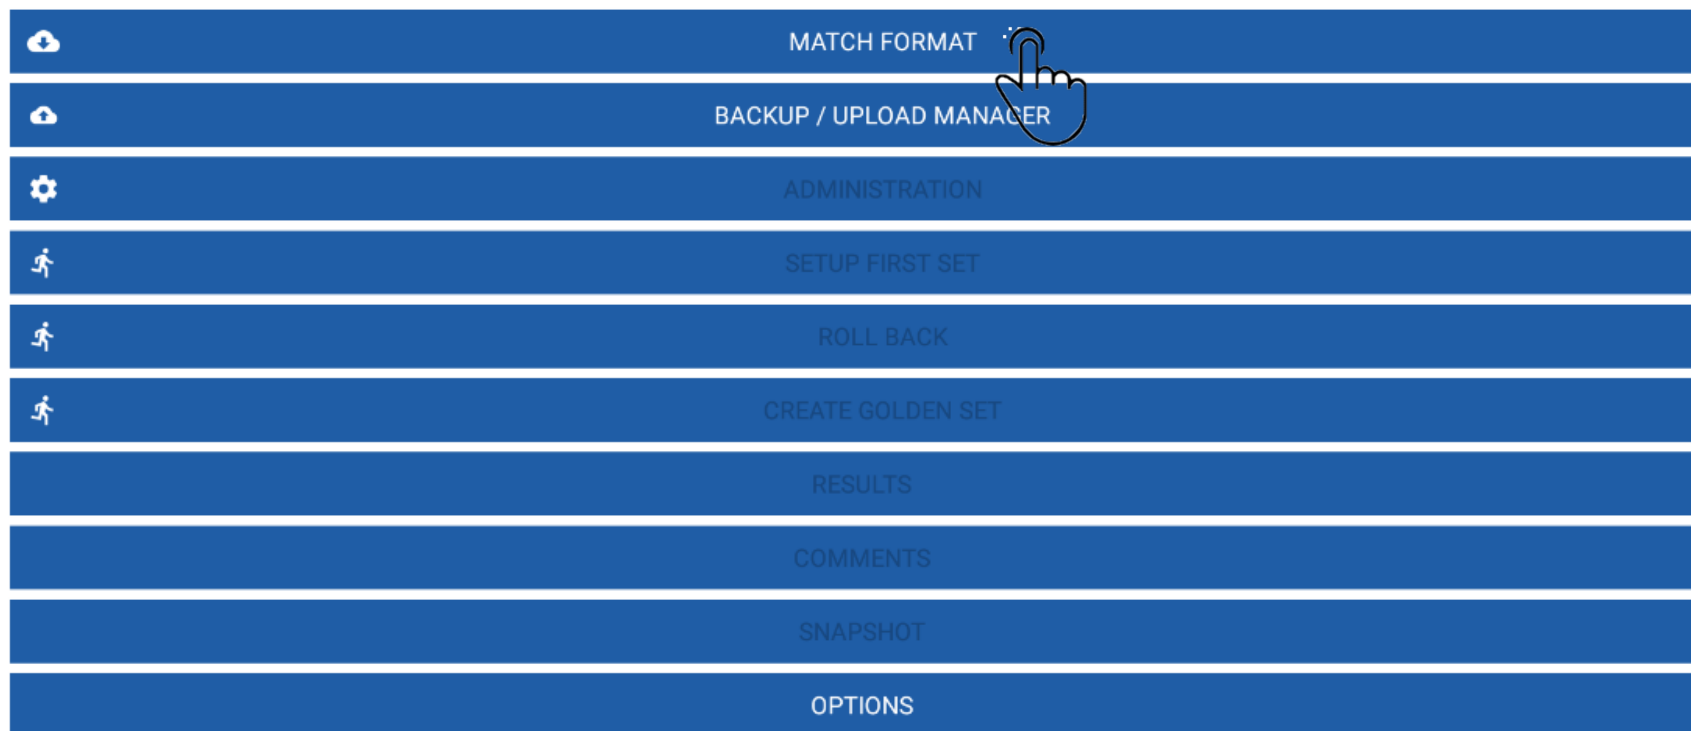 MATCH FORMAT
BACKUP / UPLOAD MANAGER
ADMINISTRATION
SETUP FIRST SET
ROLL BACK
CREATE GOLDEN SET
RESULTS
COMMENTS
SNAPSHOT
OPTIONS